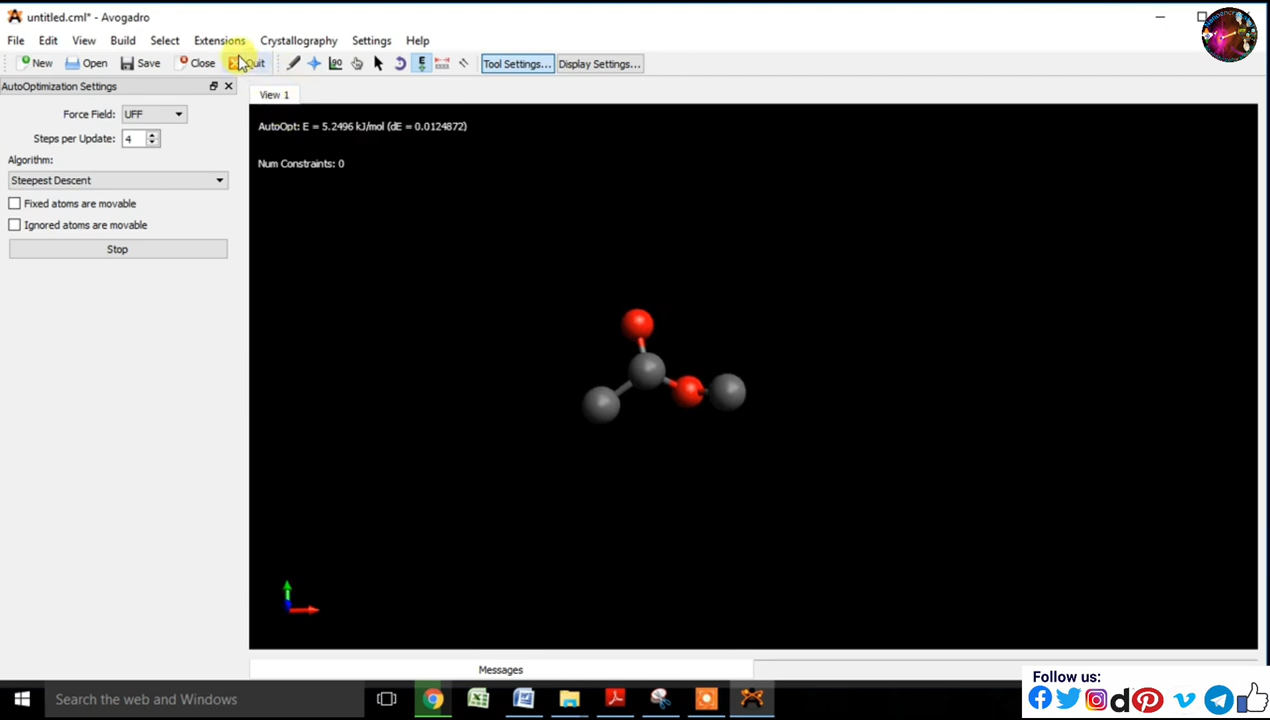 untitled.cml* - Avogadro
File Edit View Build Select Extensions Crystallography Settings Help
New Open Save Close Quit Tool Settings... Display Settings...
AutoOptimization Settings
View 1
Force Field: UFF
Steps per Update: 4
Algorithm:
Steepest Descent
Fixed atoms are movable
Ignored atoms are movable
Stop
AutoOpt: E = 5.2496 kJ/mol (dE = 0.0124872)
Num Constraints: 0
Messages
Search the web and Windows
Follow us: